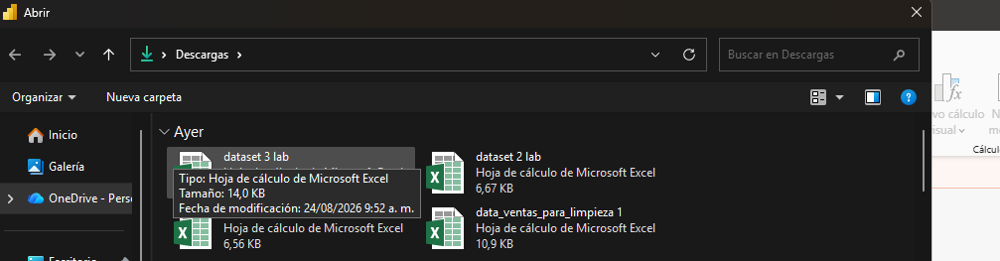 Abrir
Descargas
Buscar en Descargas
Organizar
Nueva carpeta
Inicio
Galería
OneDrive - Pers
Ayer
dataset 3 lab
Tipo: Hoja de cálculo de Microsoft Excel
Tamaño: 14,0 KB
Fecha de modificación: 24/08/2026 9:52 a. m.
Hoja de cálculo de Microsoft Excel
6,56 KB
dataset 2 lab
Hoja de cálculo de Microsoft Excel
6,67 KB
data_ventas_para_limpieza 1
Hoja de cálculo de Microsoft Excel
10,9 KB
fx
vo cálculo
visual
N
m
Cálcul